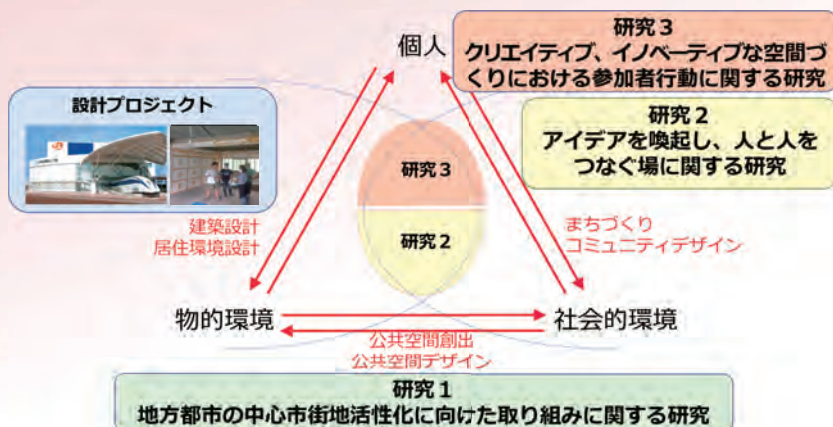 個人
研究３
クリエイティブ、イノベーティブな空間づ
くりにおける参加者行動に関する研究
設計プロジェクト
研究２
アイデアを喚起し、人と人を
つなぐ場に関する研究
研究３
研究２
建築設計
居住環境設計
まちづくり
コミュニティデザイン
物的環境
社会的環境
公共空間創出
公共空間デザイン
研究１
地方都市の中心市街地活性化に向けた取り組みに関する研究